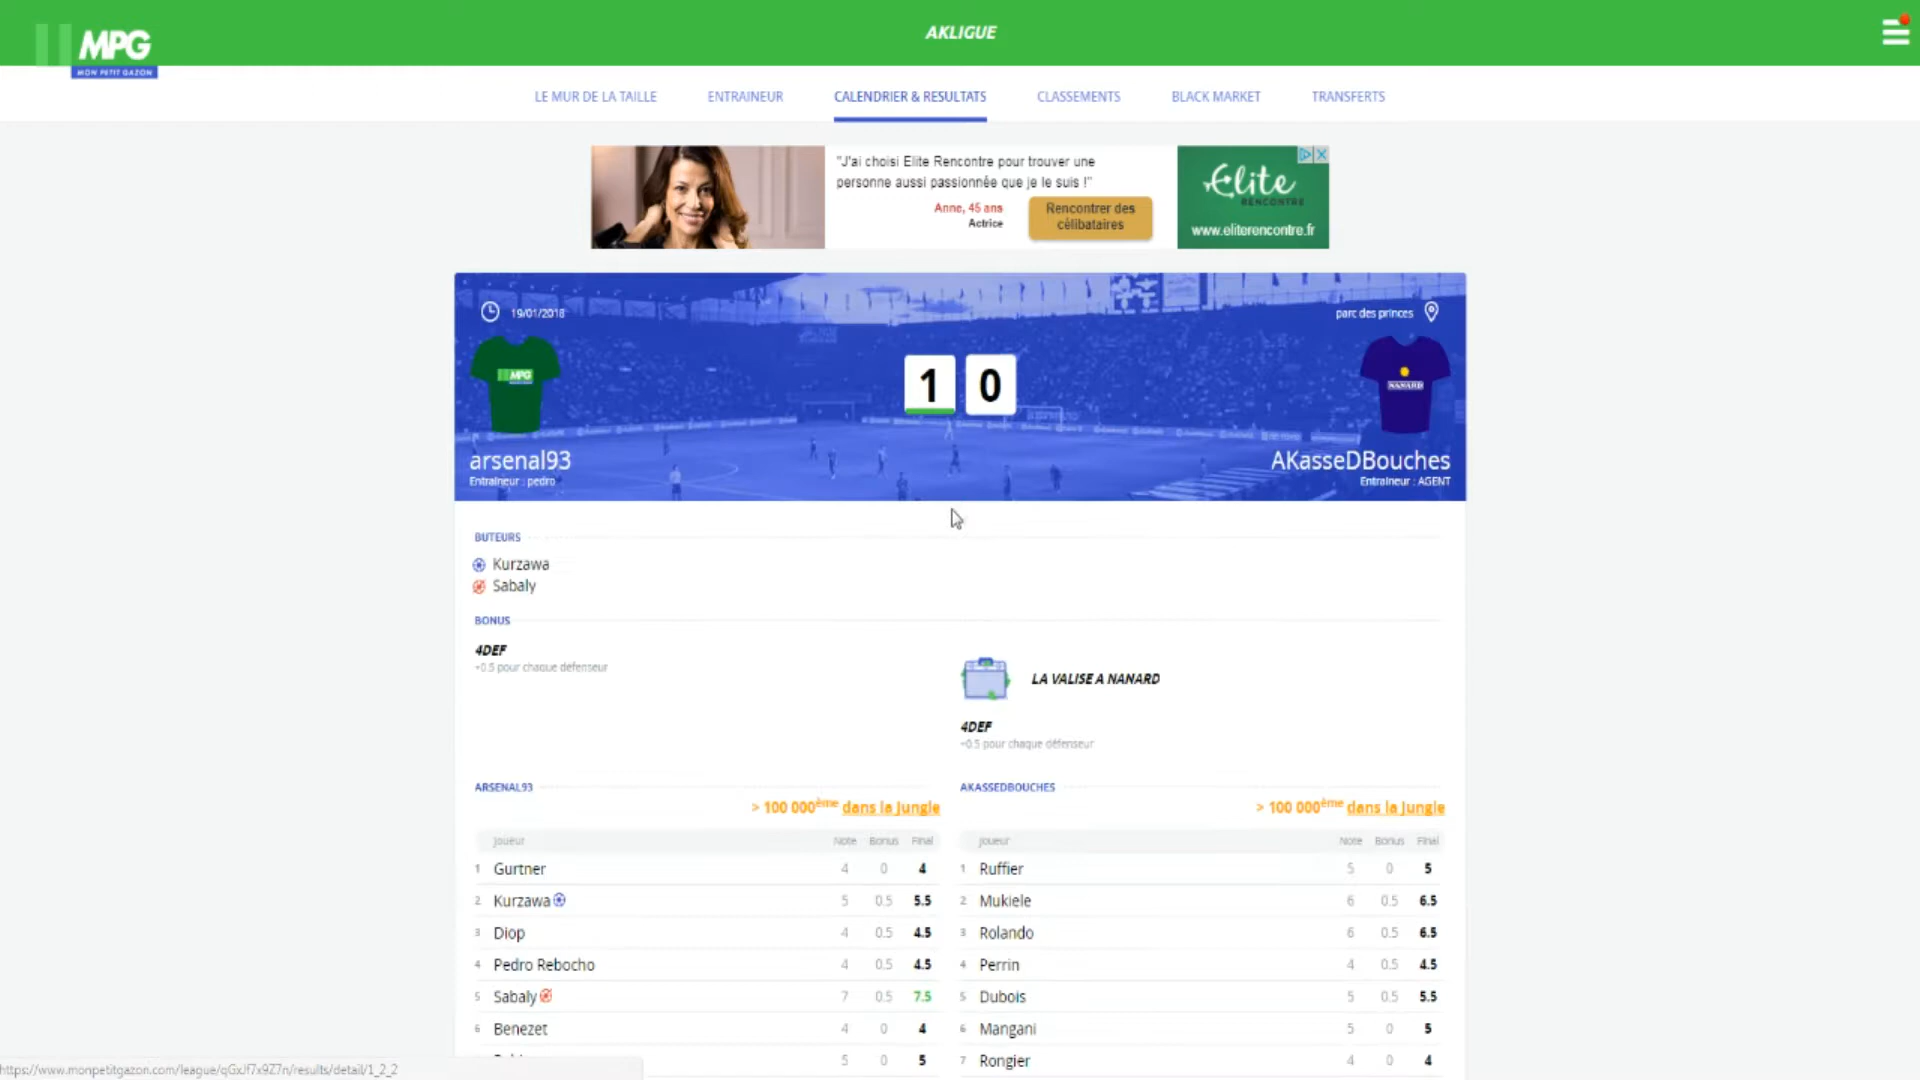 MPG
MON PETIT GAZON
AKLIGUE
LE MUR DE LA TAILLE
ENTRAINEUR
CALENDRIER & RESULTATS
CLASSEMENTS
BLACK MARKET
TRANSFERTS
"J'ai choisi Elite Rencontre pour trouver une
personne aussi passionnée que je le suis !"
Anne, 45 ans
Actrice
Rencontrer des
célibataires
Elite
RENCONTRE
www.eliterencontre.fr
19/01/2018
parc des princes
MPG
NANARD
1 0
arsenal93
Entraineur : pedro
AKasseDBouches
Entraineur : AGENT
BUTEURS
Kurzawa
Sabaly
BONUS
4DEF
+0.5 pour chaque défenseur
LA VALISE A NANARD
4DEF
+0.5 pour chaque défenseur
ARSENAL93
> 100 000ème dans la Jungle
Joueur Note Bonus Final
1 Gurtner 4 0 4
2 Kurzawa 5 0.5 5.5
3 Diop 4 0.5 4.5
4 Pedro Rebocho 4 0.5 4.5
5 Sabaly 7 0.5 7.5
6 Benezet 4 0 4
5 0 5
AKASSEDBOUCHES
> 100 000ème dans la Jungle
Joueur Note Bonus Final
1 Ruffier 5 0 5
2 Mukiele 6 0.5 6.5
3 Rolando 6 0.5 6.5
4 Perrin 4 0.5 4.5
5 Dubois 5 0.5 5.5
6 Mangani 5 0 5
7 Rongier 4 0 4
https://www.monpetitgazon.com/league/qGxJf7x9Z7n/results/detail/1_2_2